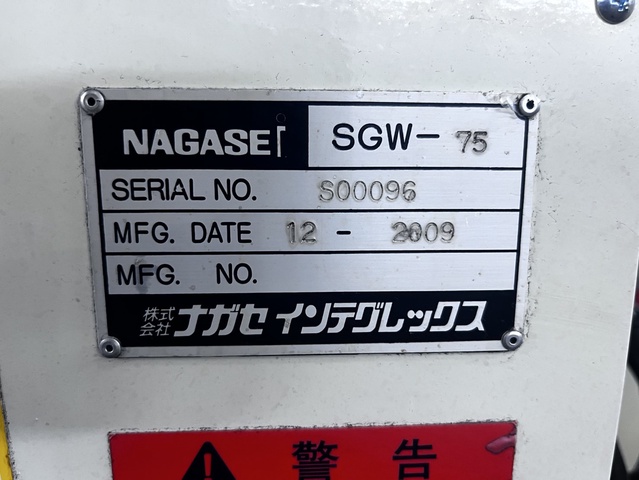 NAGASEi SGW-75
SERIAL NO. S00096
MFG. DATE 12 - 2009
MFG. NO.
株式会社 ナガセ インテグレックス
警告